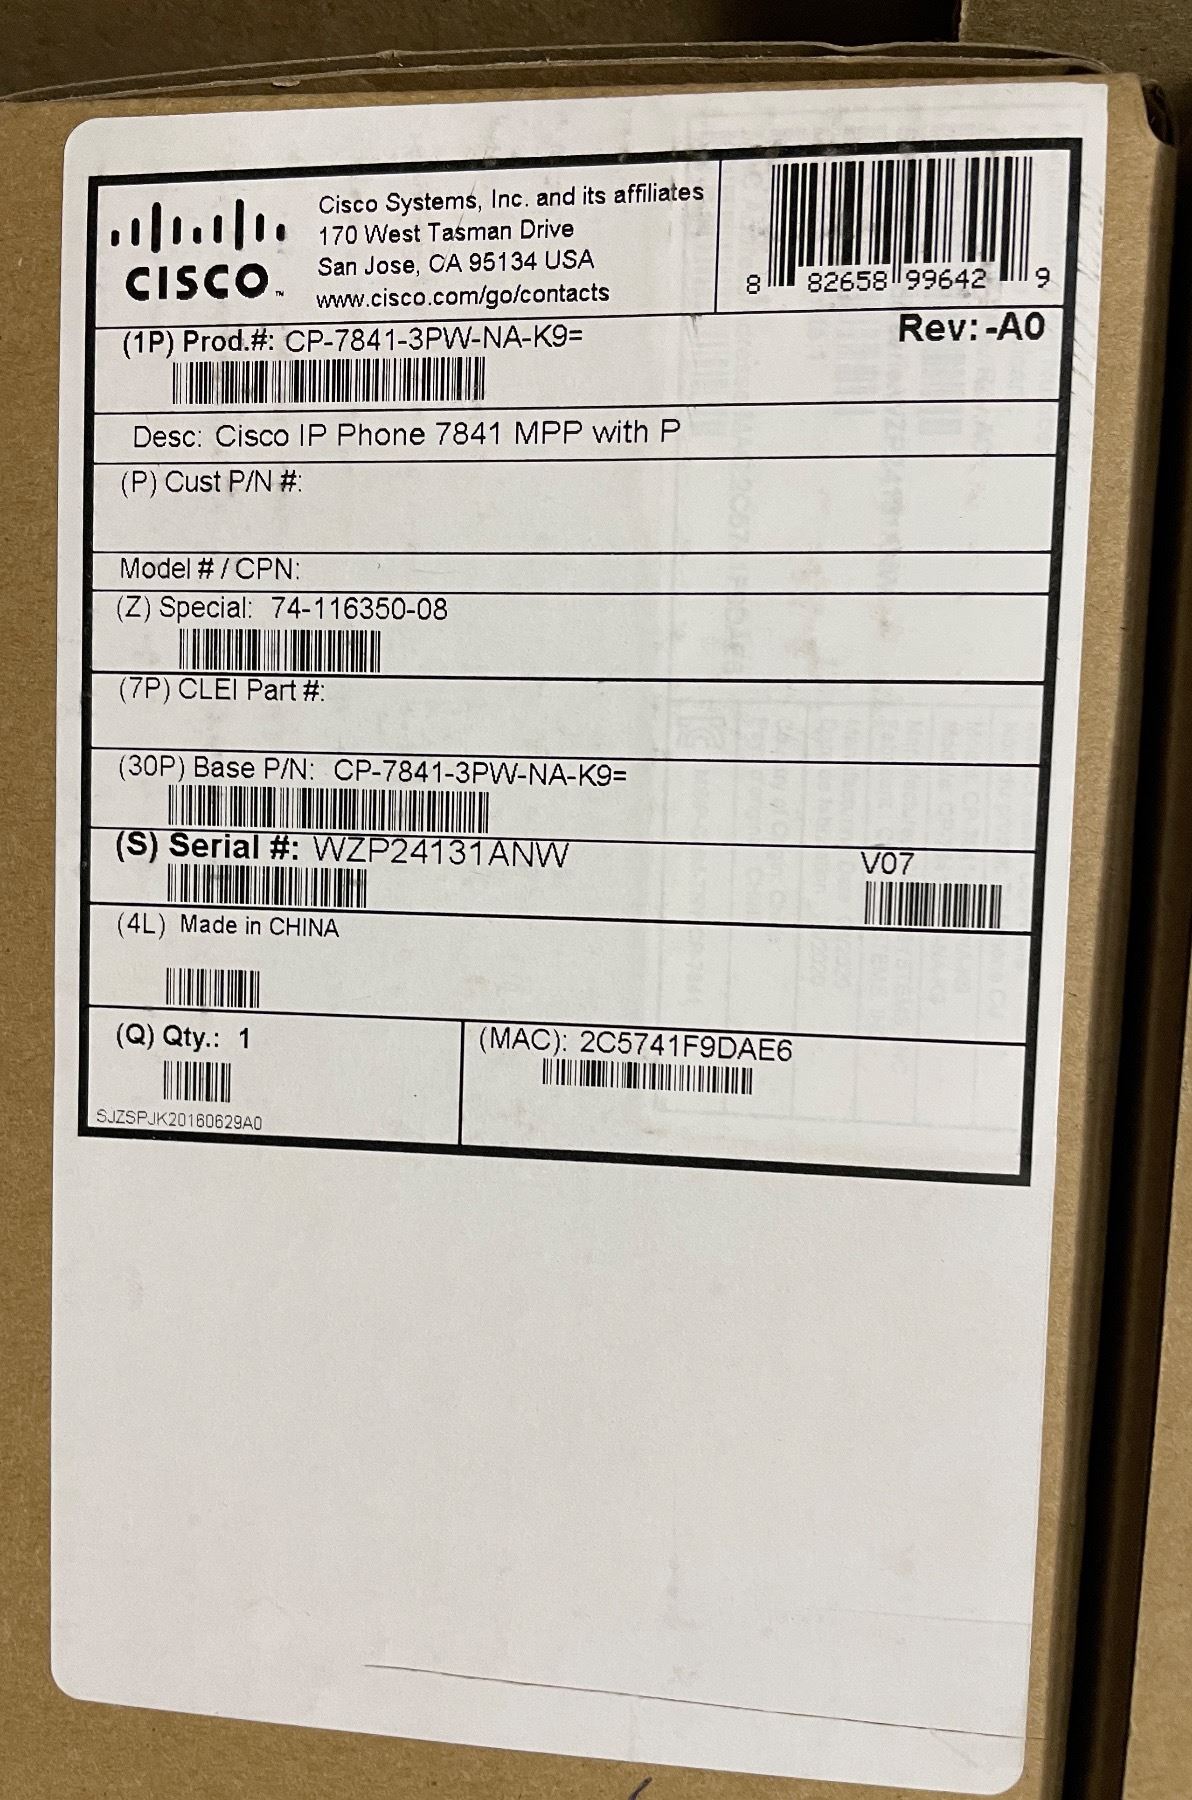 CISCO™
Cisco Systems, Inc. and its affiliates
170 West Tasman Drive
San Jose, CA 95134 USA
www.cisco.com/go/contacts
8 82658 99642 9
(1P) Prod.#: CP-7841-3PW-NA-K9=
Rev: -A0
Desc: Cisco IP Phone 7841 MPP with P
(P) Cust P/N #:
Model # / CPN:
(Z) Special: 74-116350-08
(7P) CLEI Part #:
(30P) Base P/N: CP-7841-3PW-NA-K9=
(S) Serial #: WZP24131ANW
V07
(4L) Made in CHINA
(Q) Qty.: 1
(MAC): 2C5741F9DAE6
SJZSPJK20160629A0